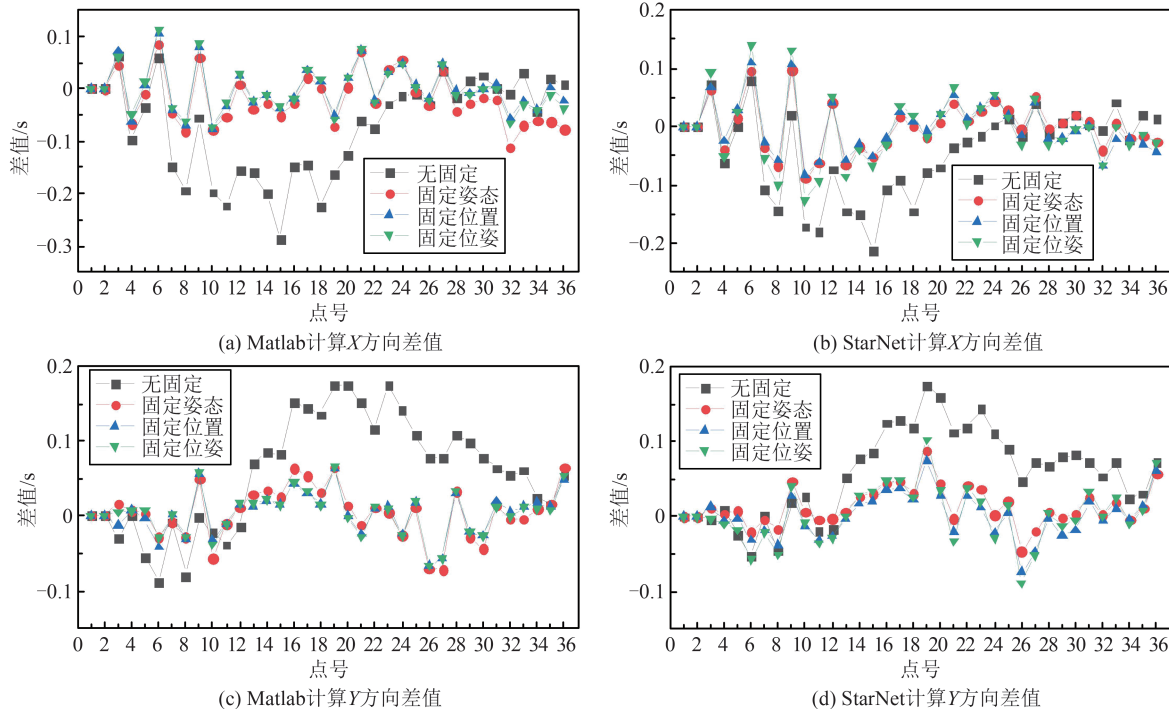 0.1
0
−0.1
−0.2
−0.3
差值/s
无固定
固定姿态
固定位置
固定位姿
0 2 4 6 8 10 12 14 16 18 20 22 24 26 28 30 32 34 36
点号
(a) Matlab计算X方向差值
0.2
0.1
0
−0.1
−0.2
差值/s
无固定
固定姿态
固定位置
固定位姿
0 2 4 6 8 10 12 14 16 18 20 22 24 26 28 30 32 34 36
点号
(b) StarNet计算X方向差值
0.2
0.1
0
−0.1
差值/s
无固定
固定姿态
固定位置
固定位姿
0 2 4 6 8 10 12 14 16 18 20 22 24 26 28 30 32 34 36
点号
(c) Matlab计算Y方向差值
0.2
0.1
0
−0.1
差值/s
无固定
固定姿态
固定位置
固定位姿
0 2 4 6 8 10 12 14 16 18 20 22 24 26 28 30 32 34 36
点号
(d) StarNet计算Y方向差值